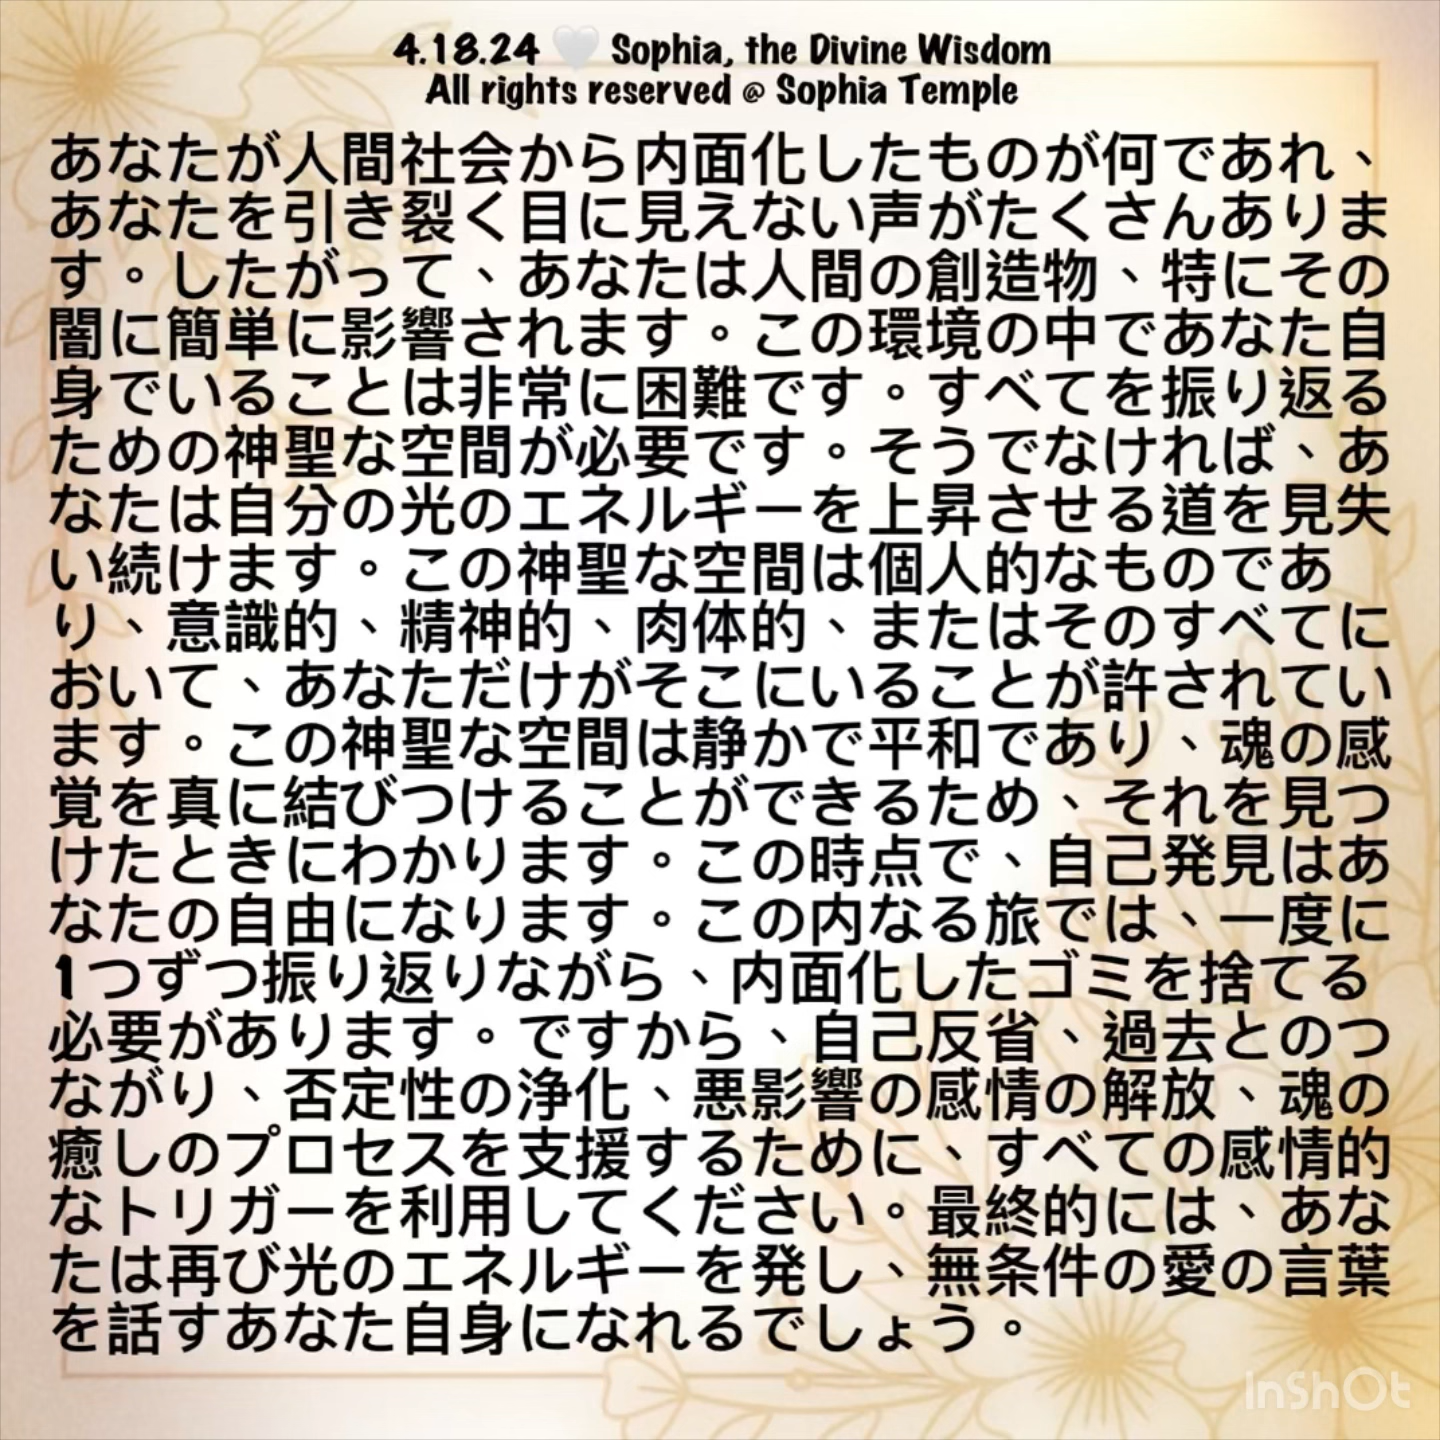 4.18.24 🤍 Sophia, the Divine Wisdom
All rights reserved @ Sophia Temple
あなたが人間社会から内面化したものが何であれ、
あなたを引き裂く目に見えない声がたくさんありま
す。したがって、あなたは人間の創造物、特にその
闇に簡単に影響されます。この環境の中であなた自
身でいることは非常に困難です。すべてを振り返る
ための神聖な空間が必要です。そうでなければ、あ
なたは自分の光のエネルギーを上昇させる道を見失
い続けます。この神聖な空間は個人的なものであ
り、意識的、精神的、肉体的、またはそのすべてに
おいて、あなただけがそこにいることが許されてい
ます。この神聖な空間は静かで平和であり、魂の感
覚を真に結びつけることができるため、それを見つ
けたときにわかります。この時点で、自己発見はあ
なたの自由になります。この内なる旅では、一度に
1つずつ振り返りながら、内面化したゴミを捨てる
必要があります。ですから、自己反省、過去とのつ
ながり、否定性の浄化、悪影響の感情の解放、魂の
癒しのプロセスを支援するために、すべての感情的
なトリガーを利用してください。最終的には、あな
たは再び光のエネルギーを発し、無条件の愛の言葉
を話すあなた自身になれるでしょう。
InShOt